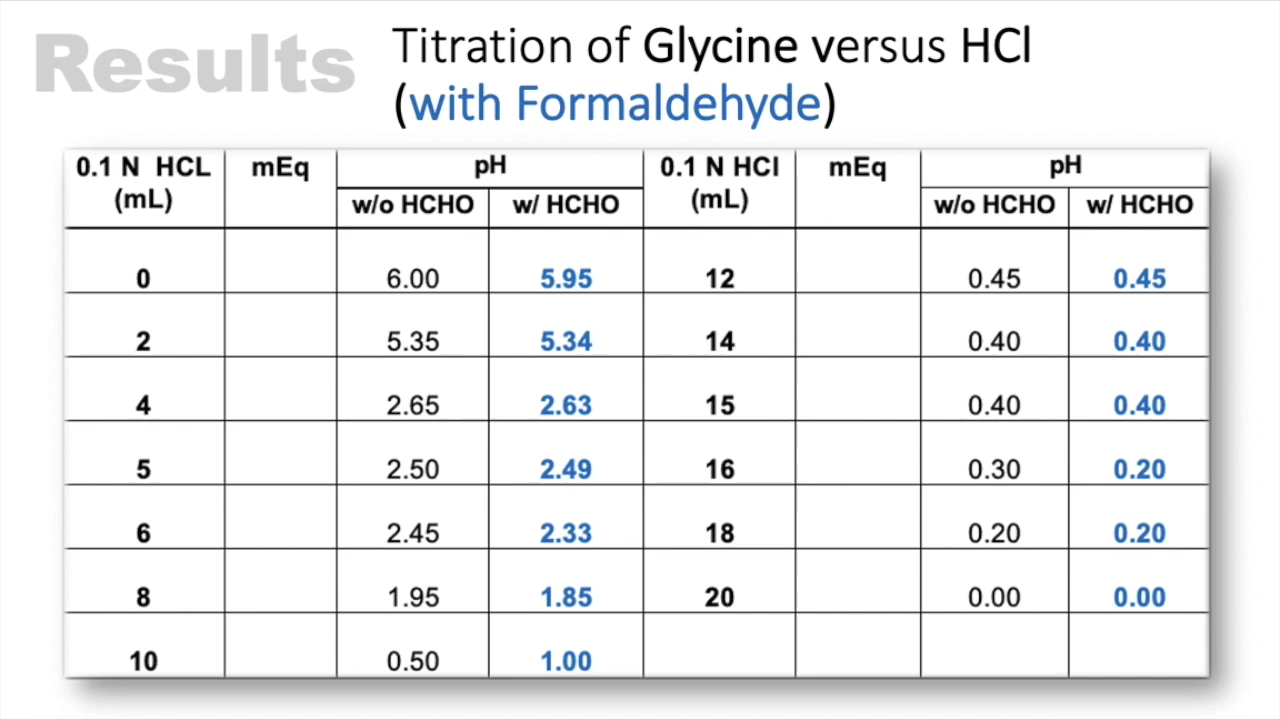 Results
Titration of Glycine versus HCl
(with Formaldehyde)
0.1 N HCL (mL) mEq pH 0.1 N HCl (mL) mEq pH
w/o HCHO w/ HCHO w/o HCHO w/ HCHO
0 6.00 5.95 12 0.45 0.45
2 5.35 5.34 14 0.40 0.40
4 2.65 2.63 15 0.40 0.40
5 2.50 2.49 16 0.30 0.20
6 2.45 2.33 18 0.20 0.20
8 1.95 1.85 20 0.00 0.00
10 0.50 1.00